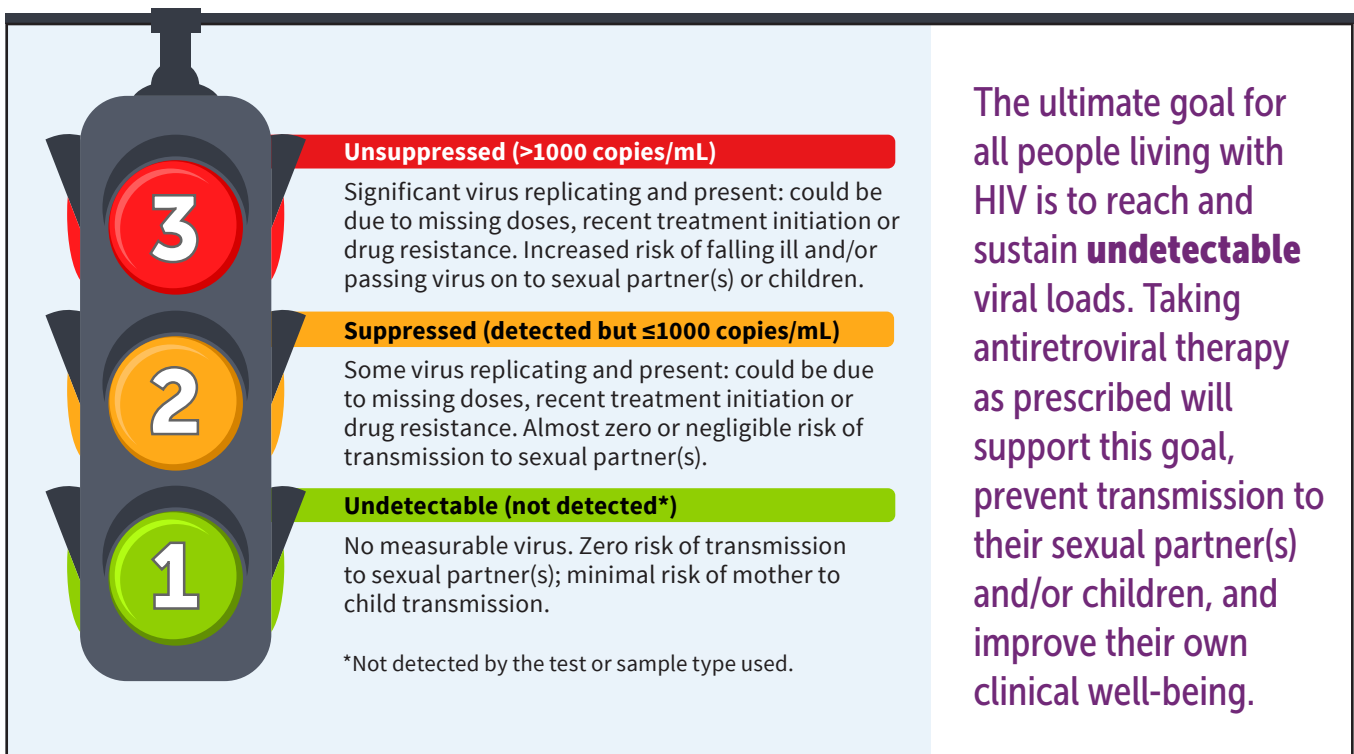 3
Unsuppressed (>1000 copies/mL)
Significant virus replicating and present: could be
due to missing doses, recent treatment initiation or
drug resistance. Increased risk of falling ill and/or
passing virus on to sexual partner(s) or children.
2
Suppressed (detected but ≤1000 copies/mL)
Some virus replicating and present: could be due
to missing doses, recent treatment initiation or
drug resistance. Almost zero or negligible risk of
transmission to sexual partner(s).
1
Undetectable (not detected*)
No measurable virus. Zero risk of transmission
to sexual partner(s); minimal risk of mother to
child transmission.
*Not detected by the test or sample type used.
The ultimate goal for
all people living with
HIV is to reach and
sustain undetectable
viral loads. Taking
antiretroviral therapy
as prescribed will
support this goal,
prevent transmission to
their sexual partner(s)
and/or children, and
improve their own
clinical well-being.